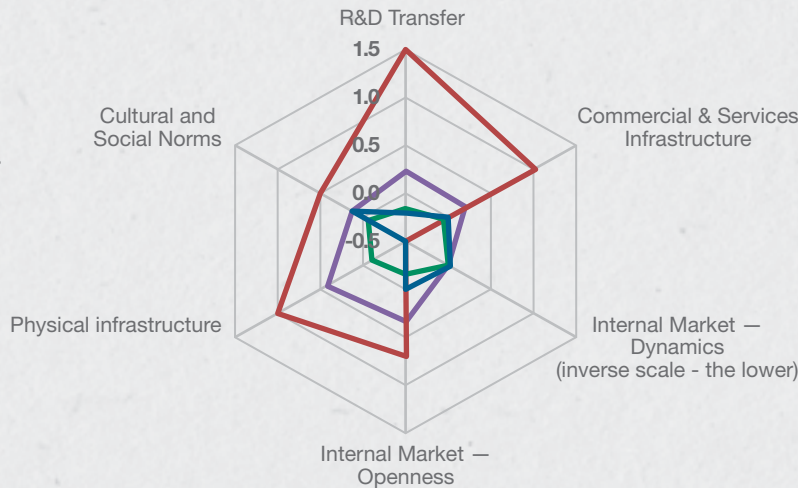 R&D Transfer
1.5
1.0
0.5
0.0
-0.5
Commercial & Services
Infrastructure
Internal Market —
Dynamics
(inverse scale - the lower)
Internal Market —
Openness
Physical infrastructure
Cultural and
Social Norms